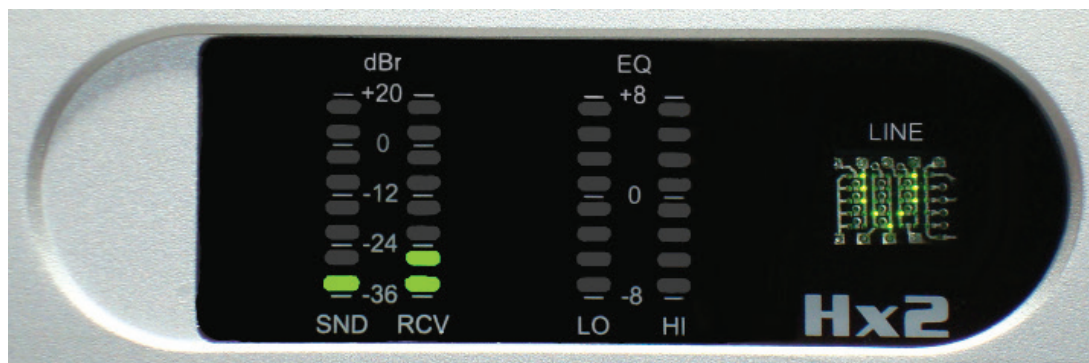 dBr
+20
0
-12
-24
-36
SND RCV
EQ
+8
0
-8
LO HI
LINE
Hx2